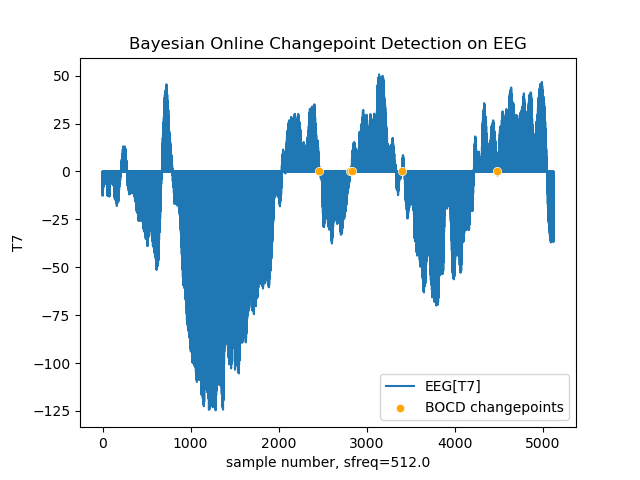 Bayesian Online Changepoint Detection on EEG
50
25
0
−25
−50
−75
−100
−125
T7
0 1000 2000 3000 4000 5000
sample number, sfreq=512.0
EEG[T7]
BOCD changepoints